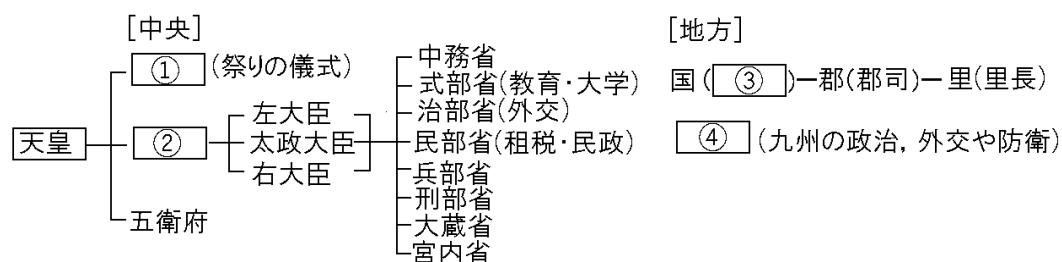 [中央]
① (祭りの儀式)
天皇
②
左大臣
太政大臣
右大臣
五衛府
中務省
式部省(教育・大学)
治部省(外交)
民部省(租税・民政)
兵部省
刑部省
大蔵省
宮内省
[地方]
国(③)ー郡(郡司)ー里(里長)
④ (九州の政治,外交や防衛)